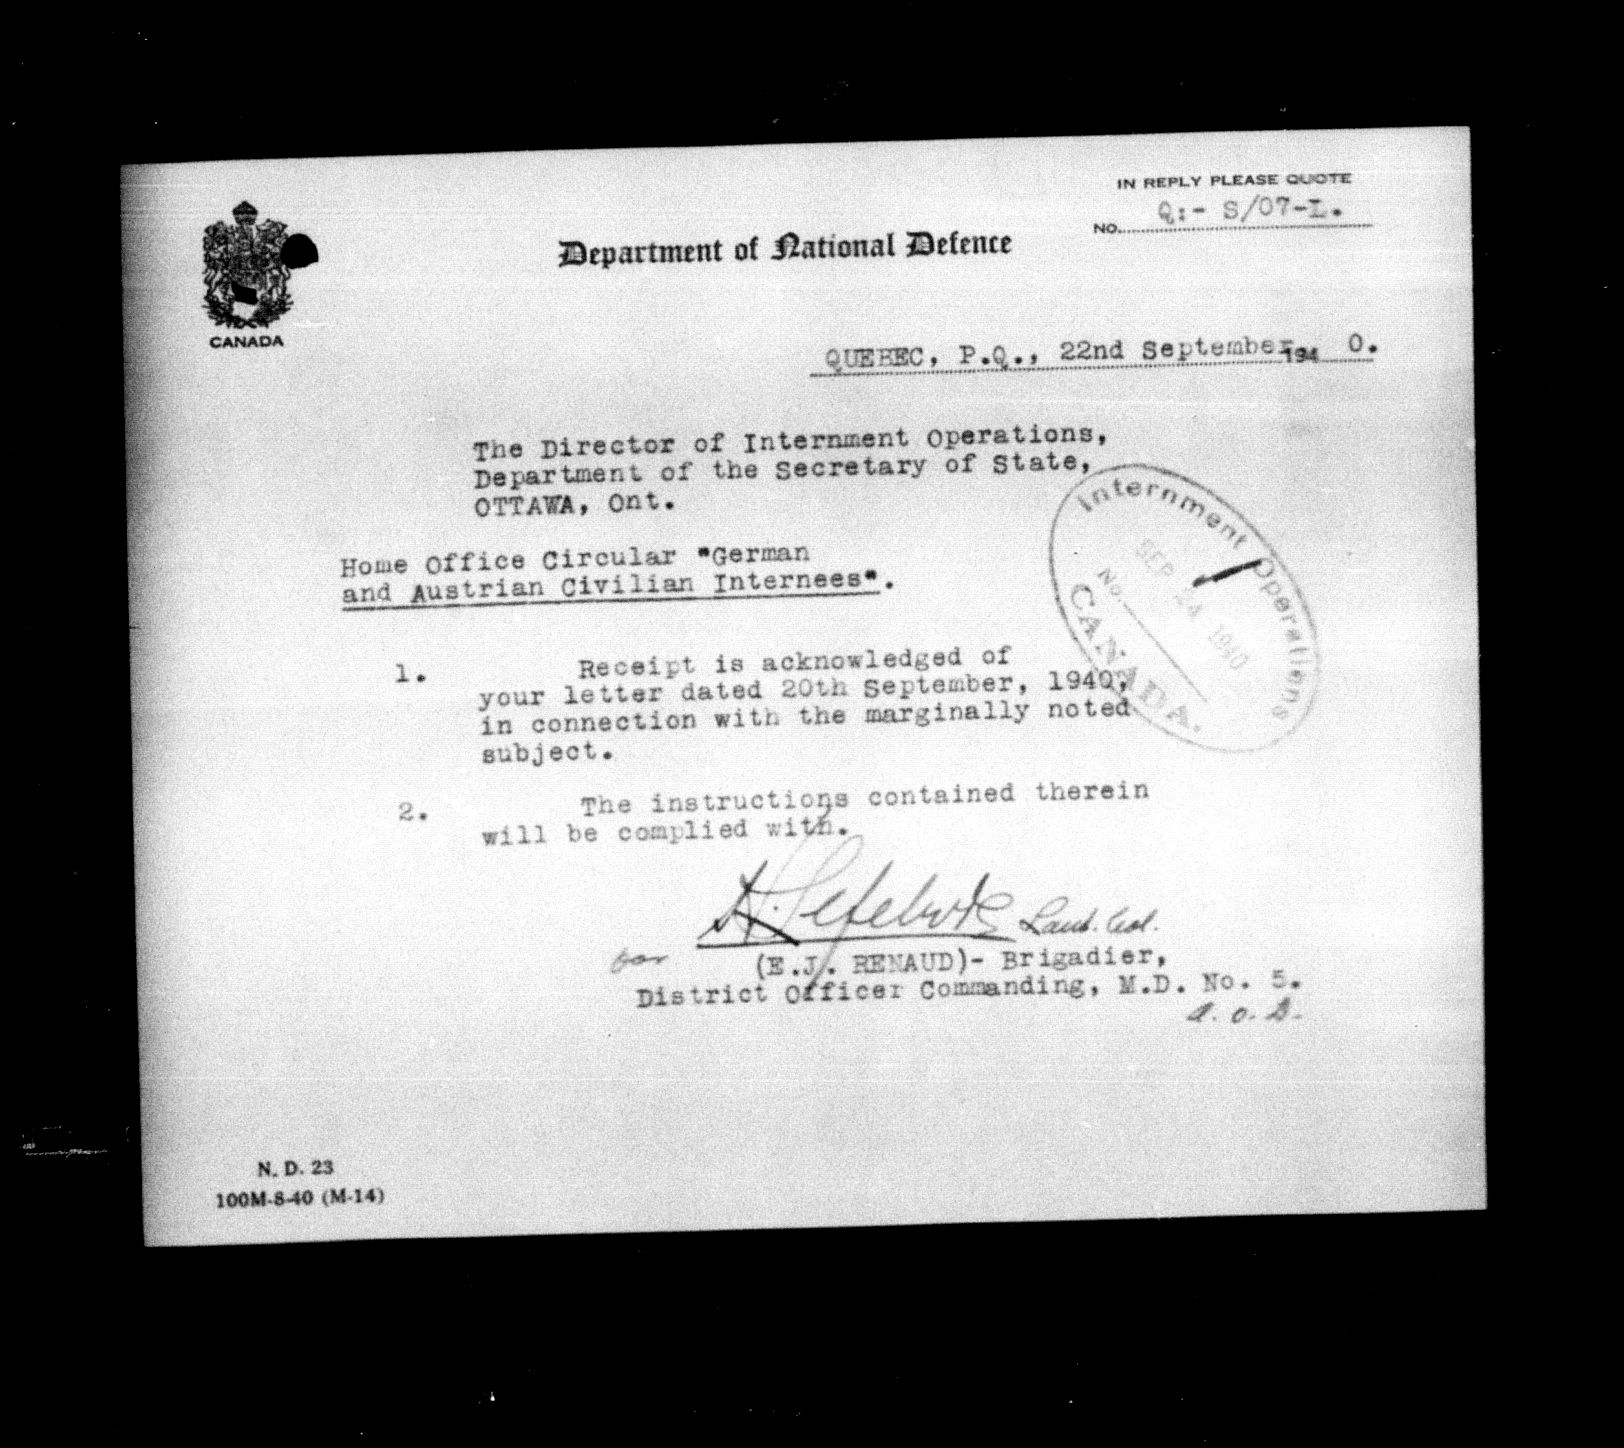 IN REPLY PLEASE QUOTE
NO. Q:- S/07-L.
Department of National Defence
CANADA
QUEBEC, P.Q., 22nd September, 194 0.
The Director of Internment Operations,
Department of the Secretary of State,
OTTAWA, Ont.
Internment Operations
SEP 24 1940
No.
CANADA.
Home Office Circular "German
and Austrian Civilian Internees".
1. Receipt is acknowledged of
your letter dated 20th September, 1940,
in connection with the marginally noted
subject.
2. The instructions contained therein
will be complied with.
Lieut. Col.
for (E.J. RENAUD)- Brigadier,
District Officer Commanding, M.D. No. 5.
N. D. 23
100M-8-40 (M-14)